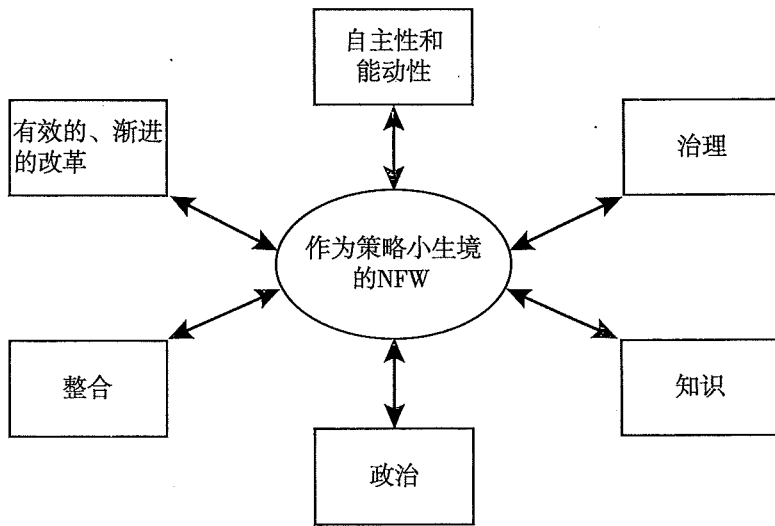 自主性和
能动性
有效的、渐进
的改革
治理
作为策略小生境
的NFW
整合
知识
政治